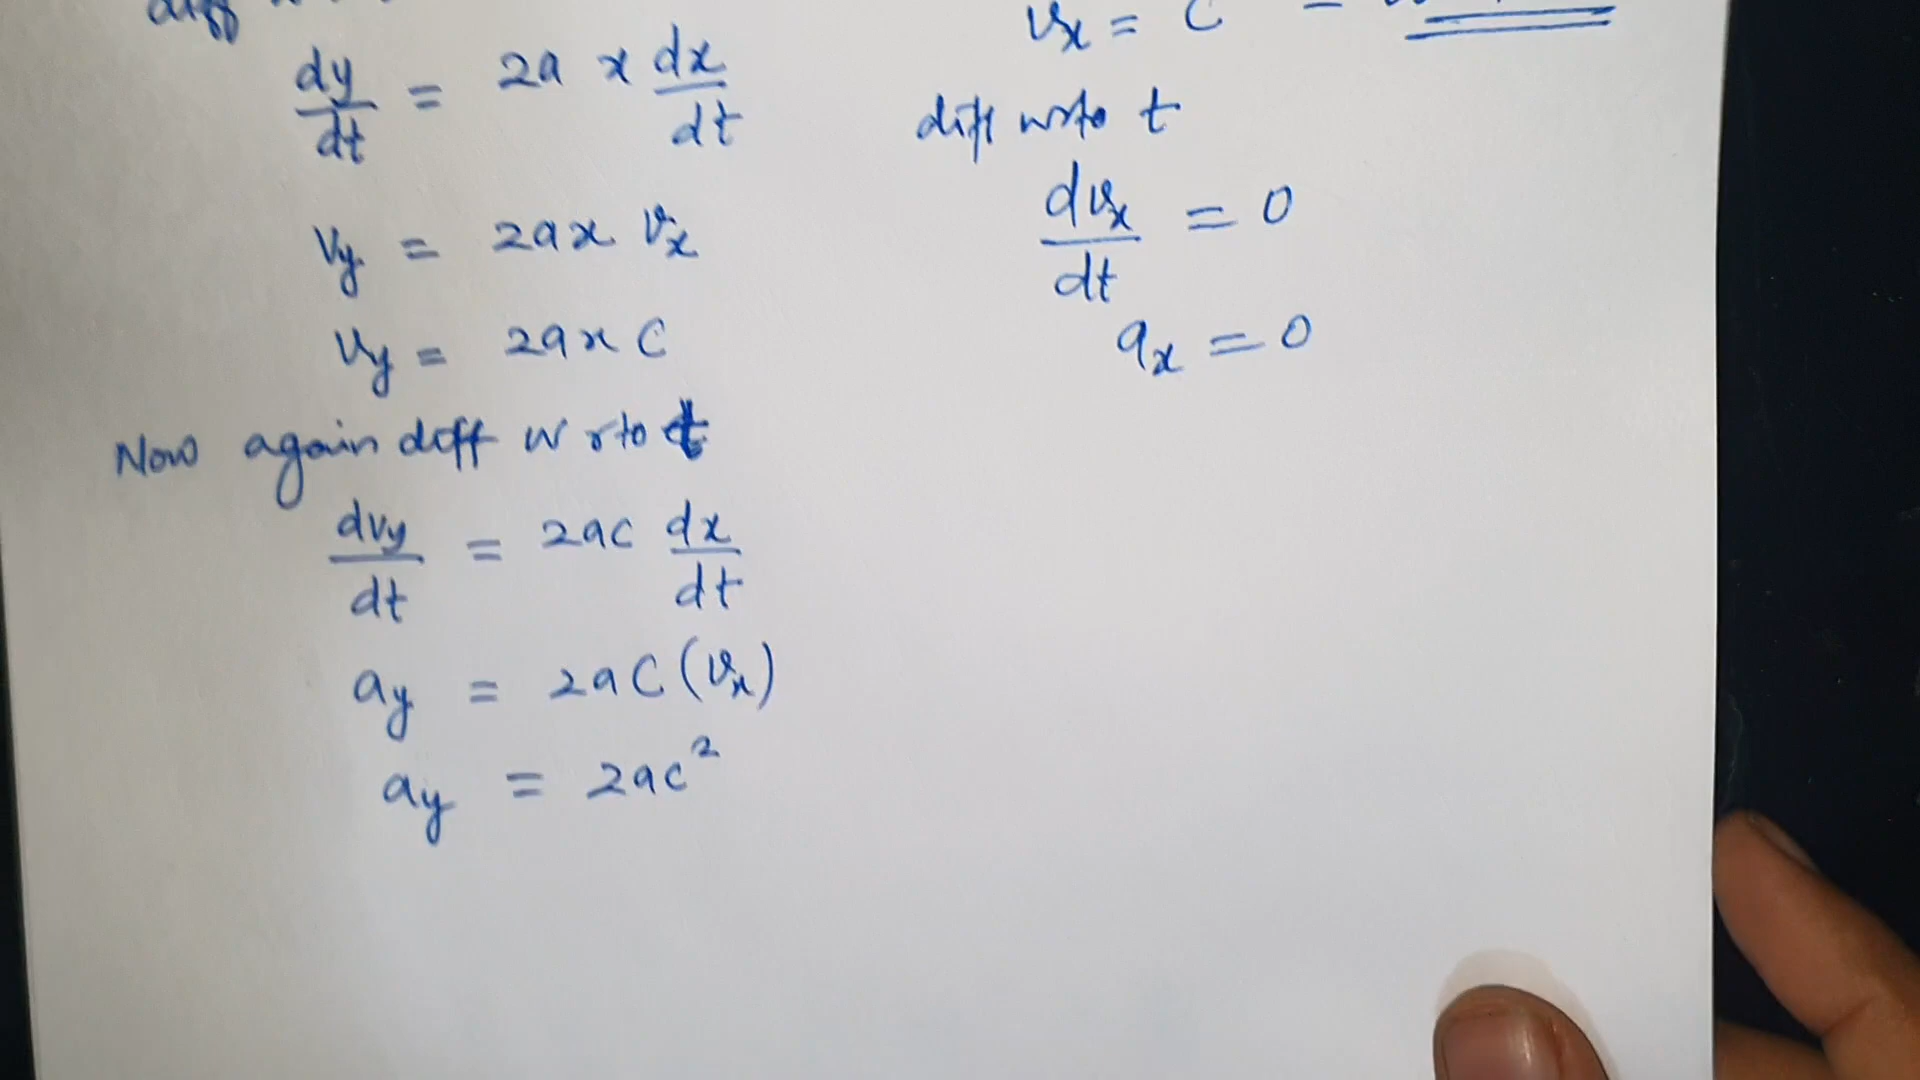 diff
dy/dt = 2a x dx/dt
Vy = 2ax Vx
Vy = 2ax C
Now again diff w r to t
dvy/dt = 2ac dx/dt
ay = 2aC (Vx)
ay = 2ac²
Vx = C -
diff w r to t
dVx/dt = 0
ax = 0